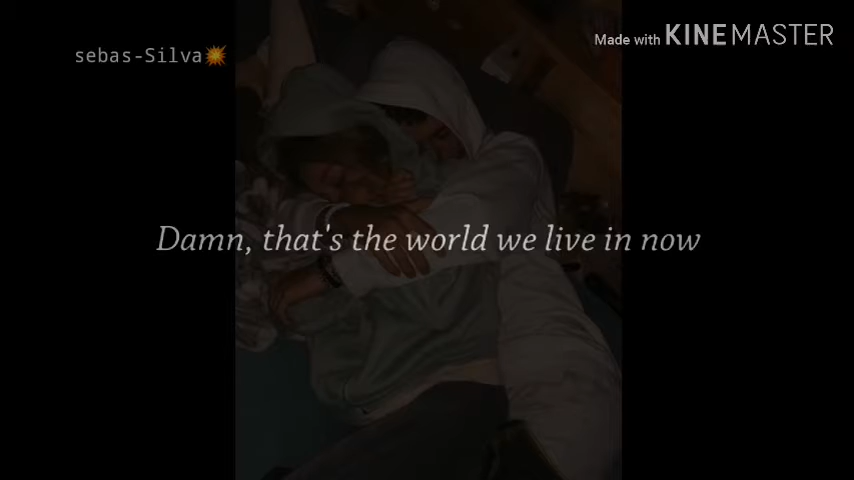 Made with KINEMASTER
sebas-Silva💥
Damn, that's the world we live in now